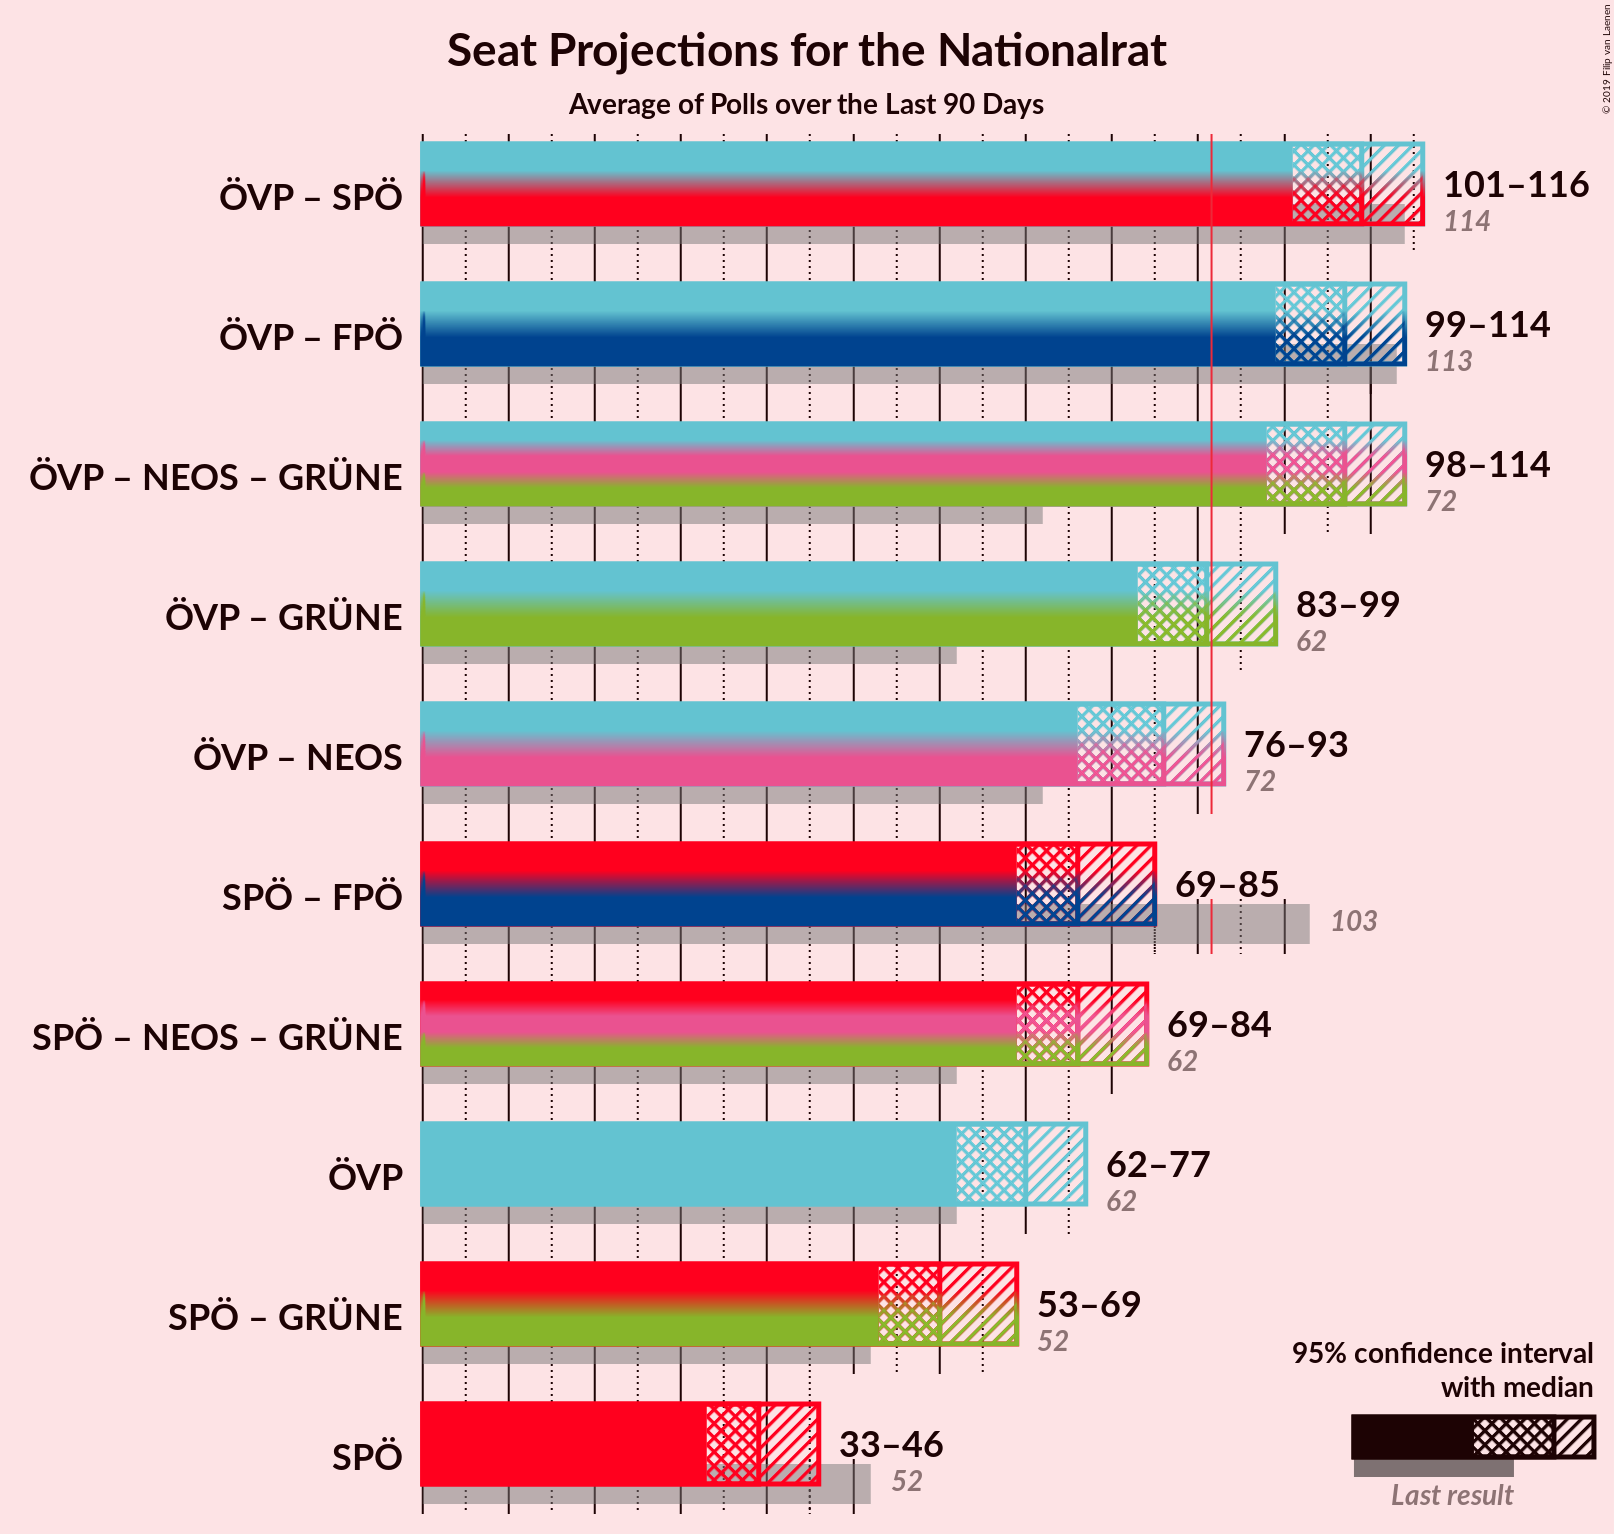 Seat Projections for the Nationalrat
Average of Polls over the Last 90 Days
© 2019 Filip van Laenen
ÖVP – SPÖ
101–116
114
ÖVP – FPÖ
99–114
113
ÖVP – NEOS – GRÜNE
98–114
72
ÖVP – GRÜNE
83–99
62
ÖVP – NEOS
76–93
72
SPÖ – FPÖ
69–85
103
SPÖ – NEOS – GRÜNE
69–84
62
ÖVP
62–77
62
SPÖ – GRÜNE
53–69
52
SPÖ
33–46
52
95% confidence interval
with median
Last result